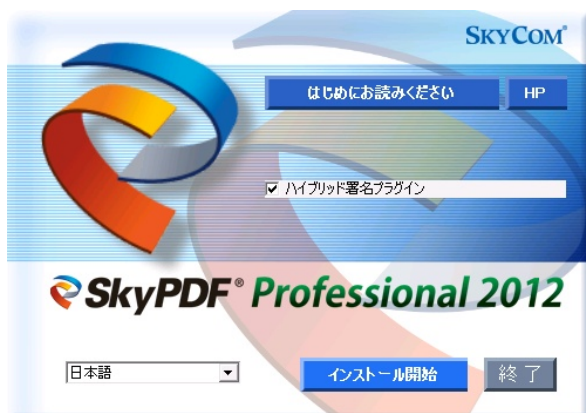 SKYCOM®
はじめにお読みください
HP
ハイブリッド署名プラグイン
SkyPDF® Professional 2012
日本語
インストール開始
終了